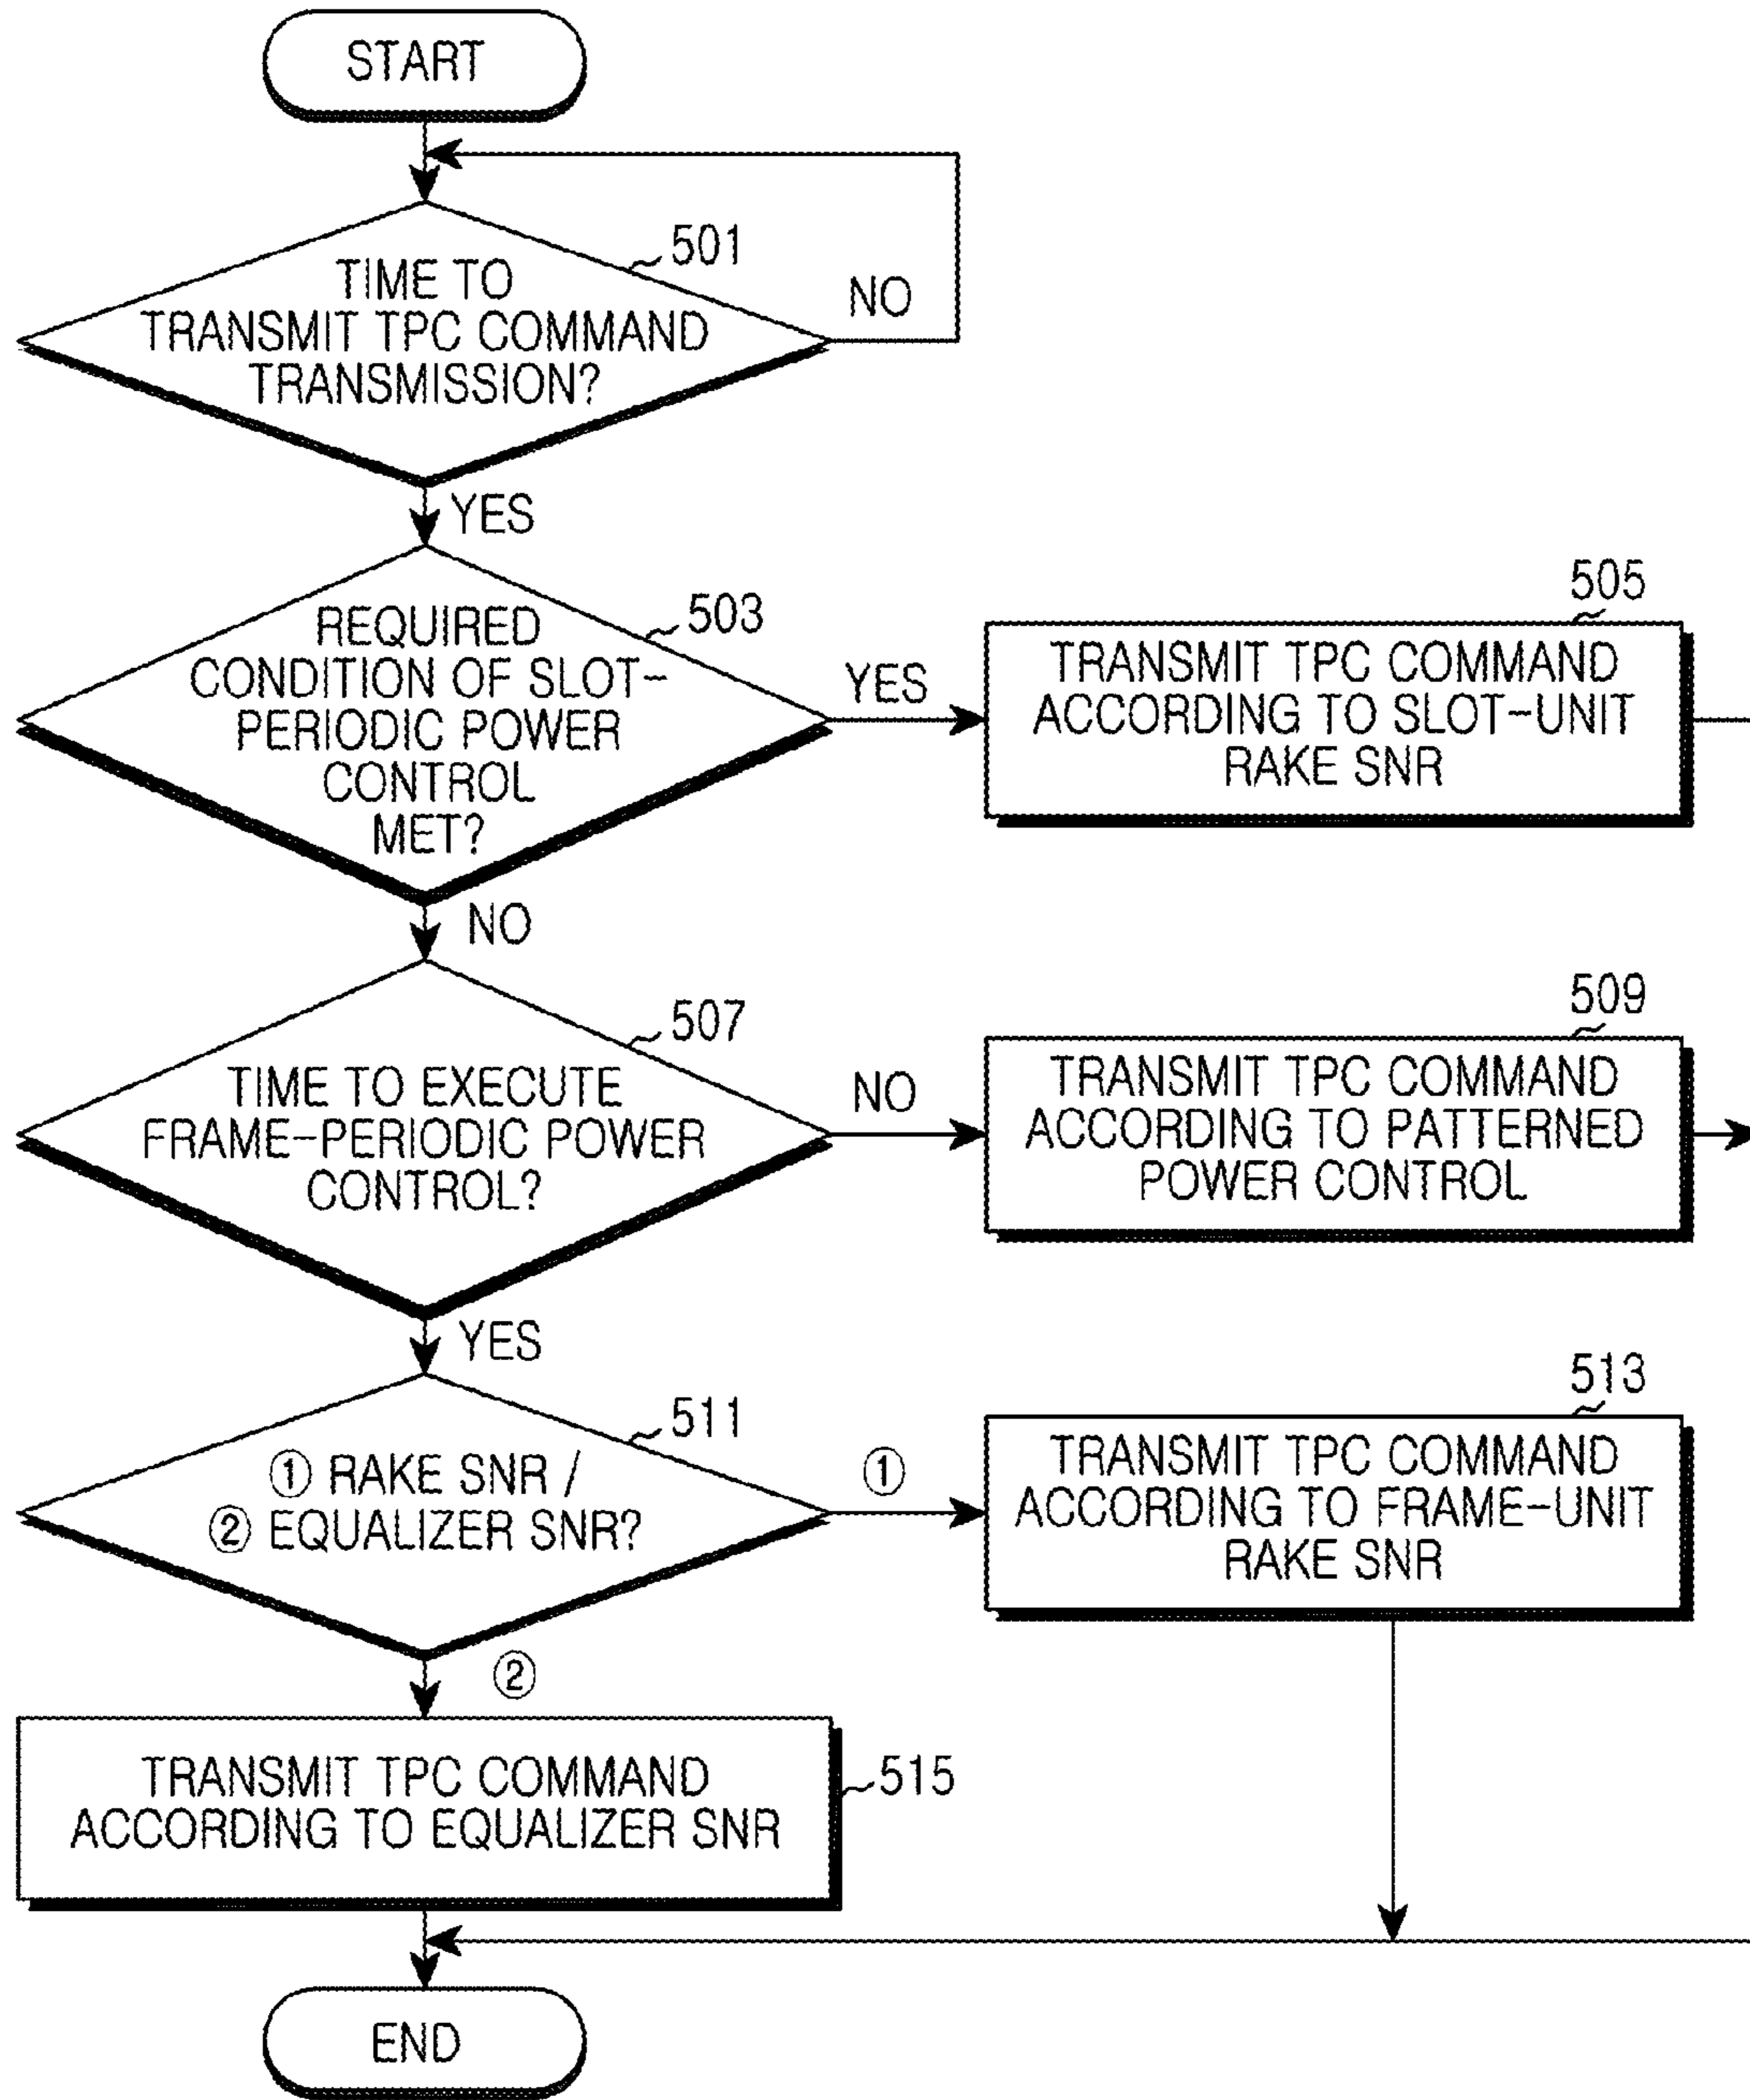 START
501
TIME TO
TRANSMIT TPC COMMAND
TRANSMISSION?
NO
YES
503
REQUIRED
CONDITION OF SLOT-
PERIODIC POWER
CONTROL
MET?
YES
505
TRANSMIT TPC COMMAND
ACCORDING TO SLOT-UNIT
RAKE SNR
NO
507
TIME TO EXECUTE
FRAME-PERIODIC POWER
CONTROL?
NO
509
TRANSMIT TPC COMMAND
ACCORDING TO PATTERNED
POWER CONTROL
YES
511
① RAKE SNR /
② EQUALIZER SNR?
①
513
TRANSMIT TPC COMMAND
ACCORDING TO FRAME-UNIT
RAKE SNR
②
TRANSMIT TPC COMMAND
ACCORDING TO EQUALIZER SNR
515
END